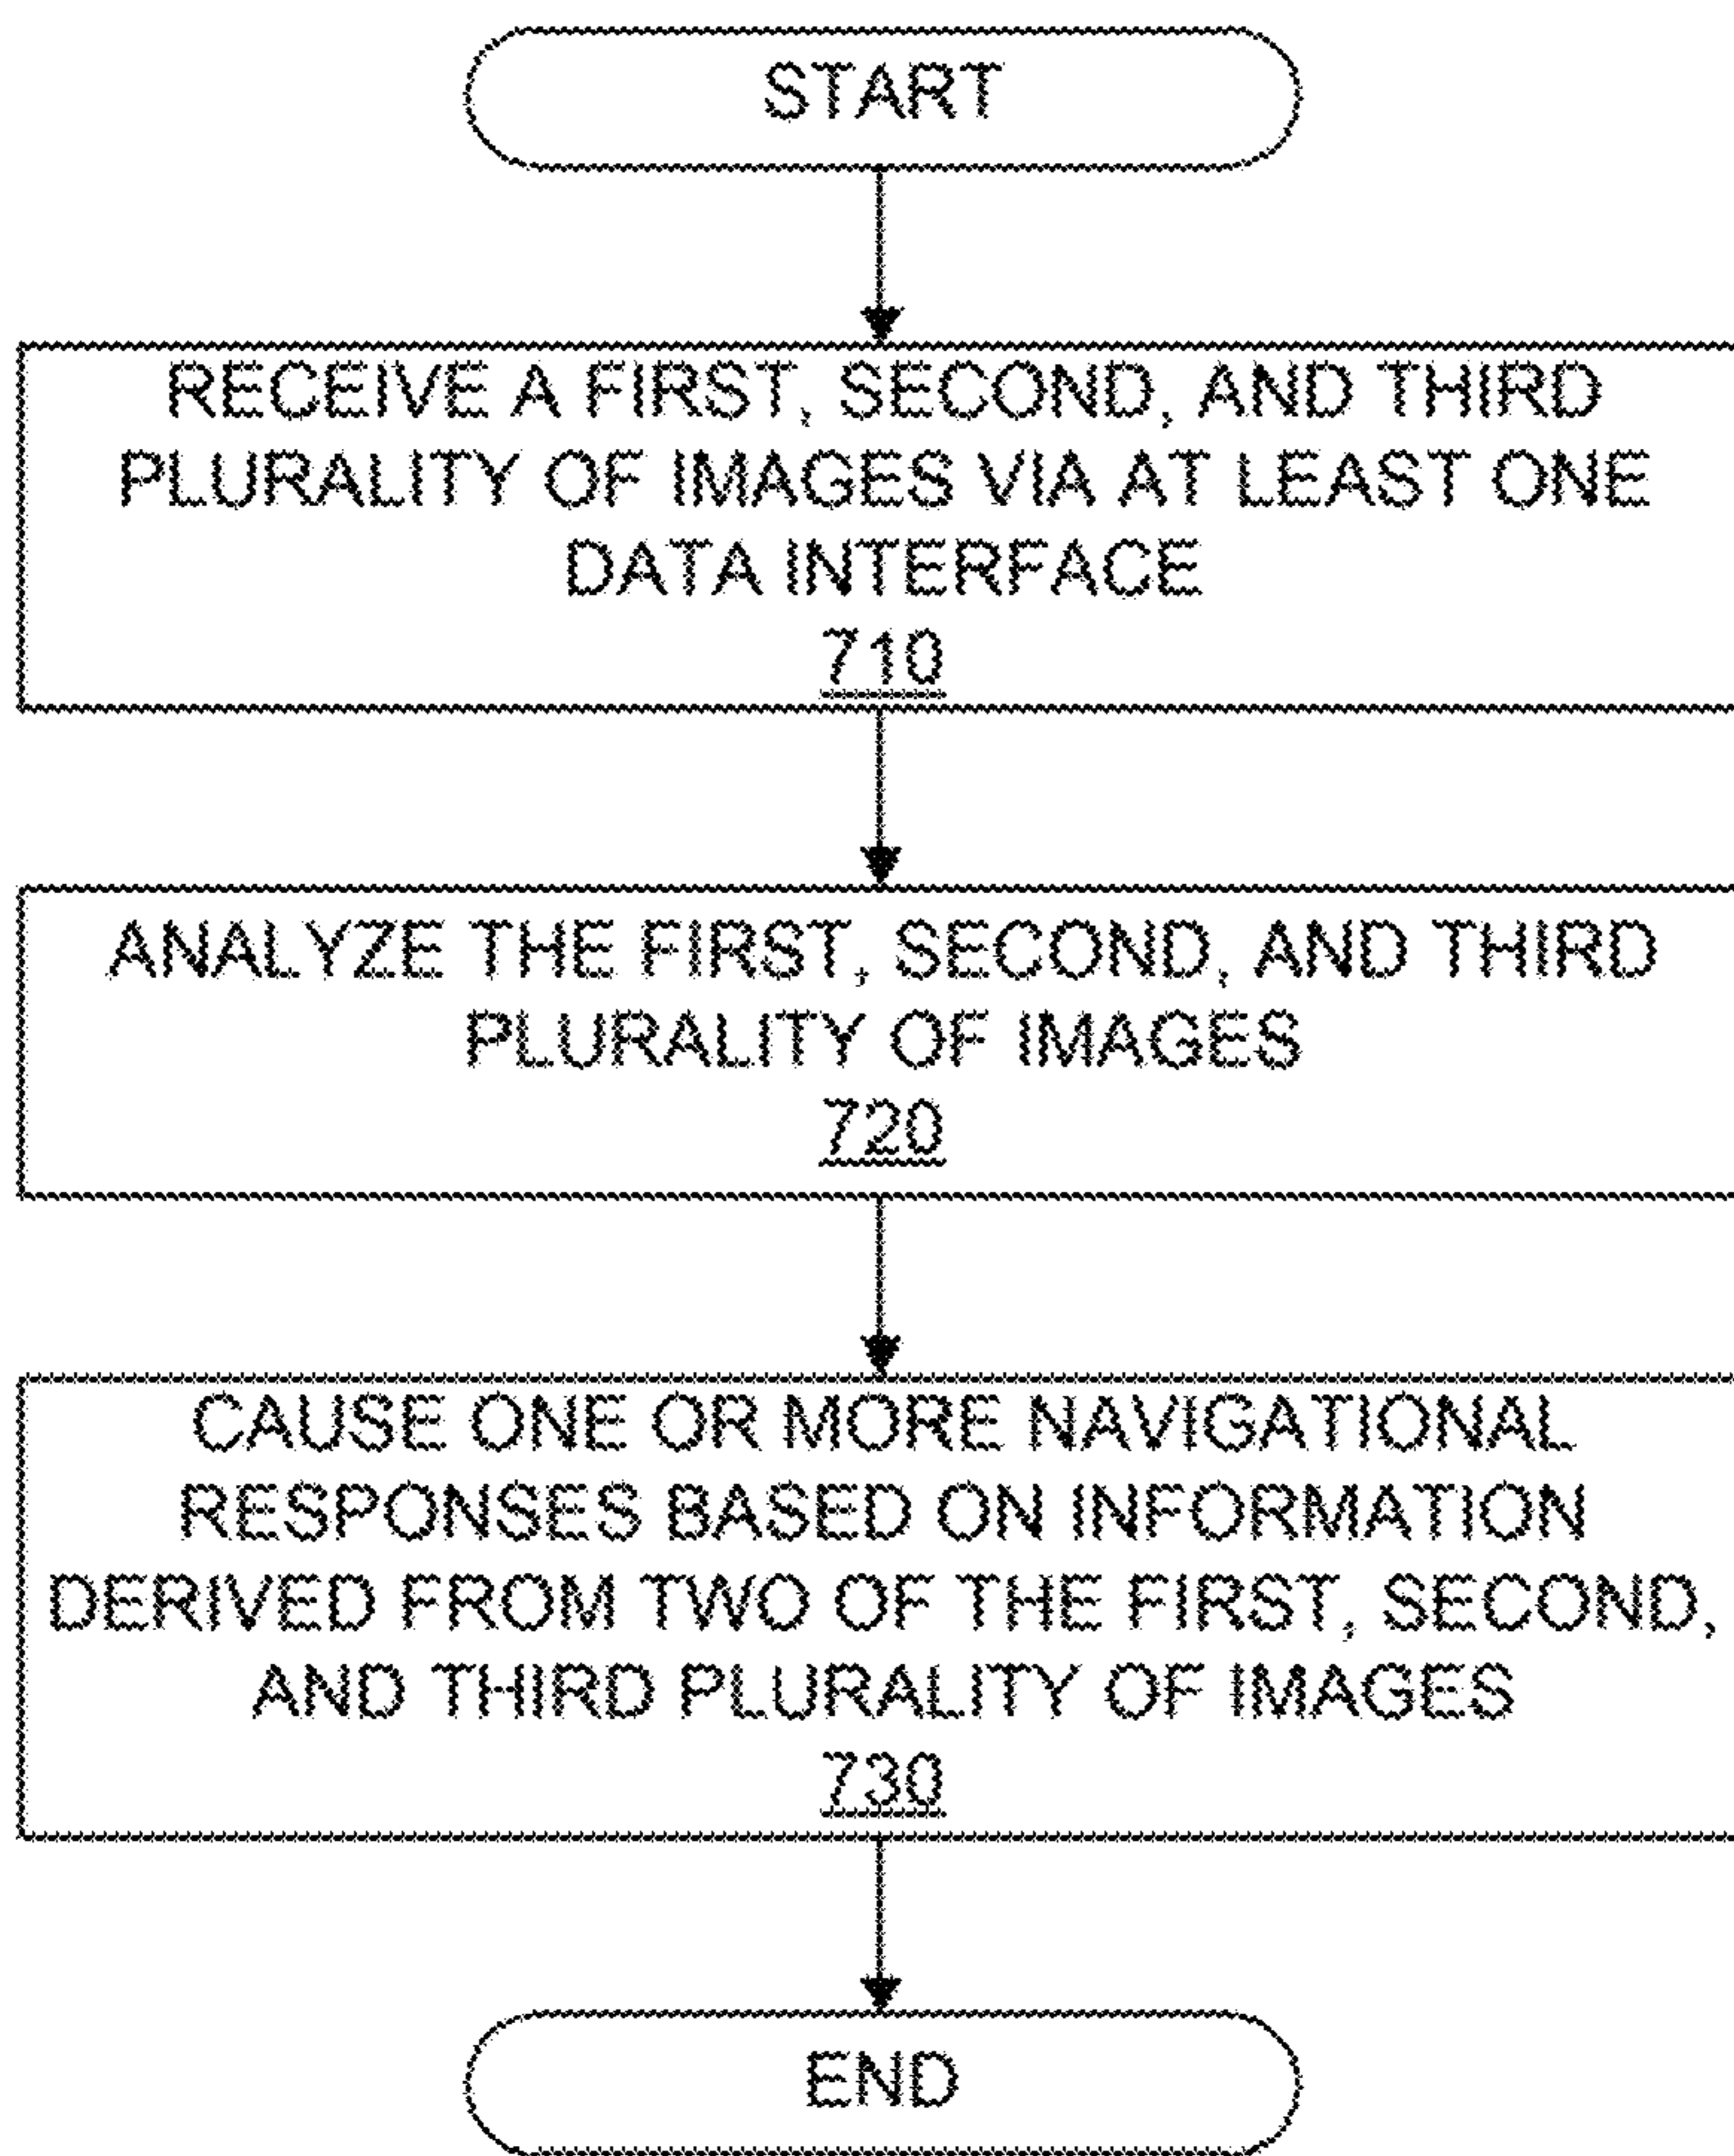 START
RECEIVE A FIRST, SECOND, AND THIRD
PLURALITY OF IMAGES VIA AT LEAST ONE
DATA INTERFACE
710
ANALYZE THE FIRST, SECOND, AND THIRD
PLURALITY OF IMAGES
720
CAUSE ONE OR MORE NAVIGATIONAL
RESPONSES BASED ON INFORMATION
DERIVED FROM TWO OF THE FIRST, SECOND,
AND THIRD PLURALITY OF IMAGES
730
END